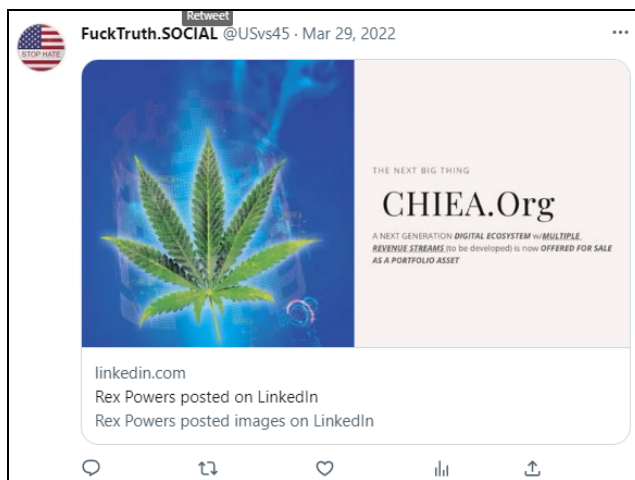 Retweet
FuckTruth.SOCIAL @USvs45 · Mar 29, 2022
STOP HATE
THE NEXT BIG THING
CHIEA.Org
A NEXT GENERATION DIGITAL ECOSYSTEM w/MULTIPLE
REVENUE STREAMS (to be developed) is now OFFERED FOR SALE
AS A PORTFOLIO ASSET
linkedin.com
Rex Powers posted on LinkedIn
Rex Powers posted images on LinkedIn